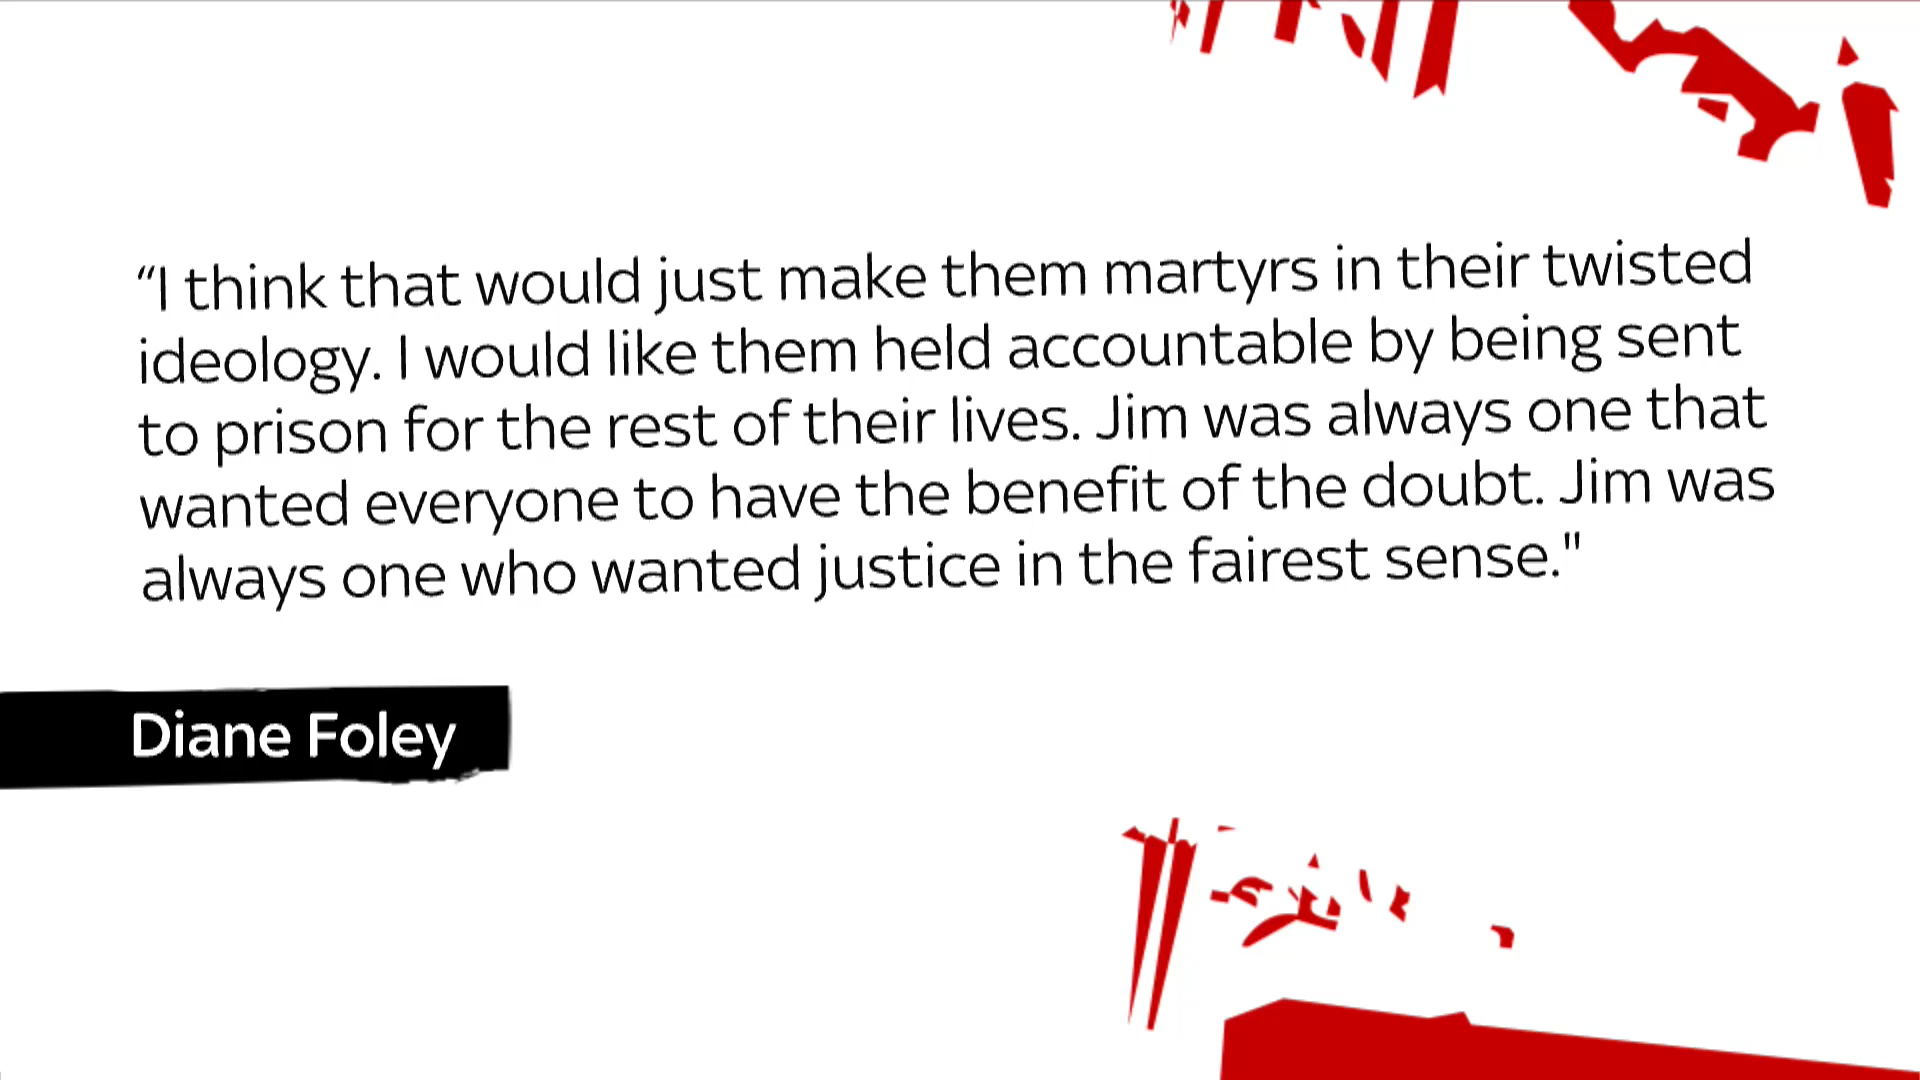 “I think that would just make them martyrs in their twisted
ideology. I would like them held accountable by being sent
to prison for the rest of their lives. Jim was always one that
wanted everyone to have the benefit of the doubt. Jim was
always one who wanted justice in the fairest sense."
Diane Foley